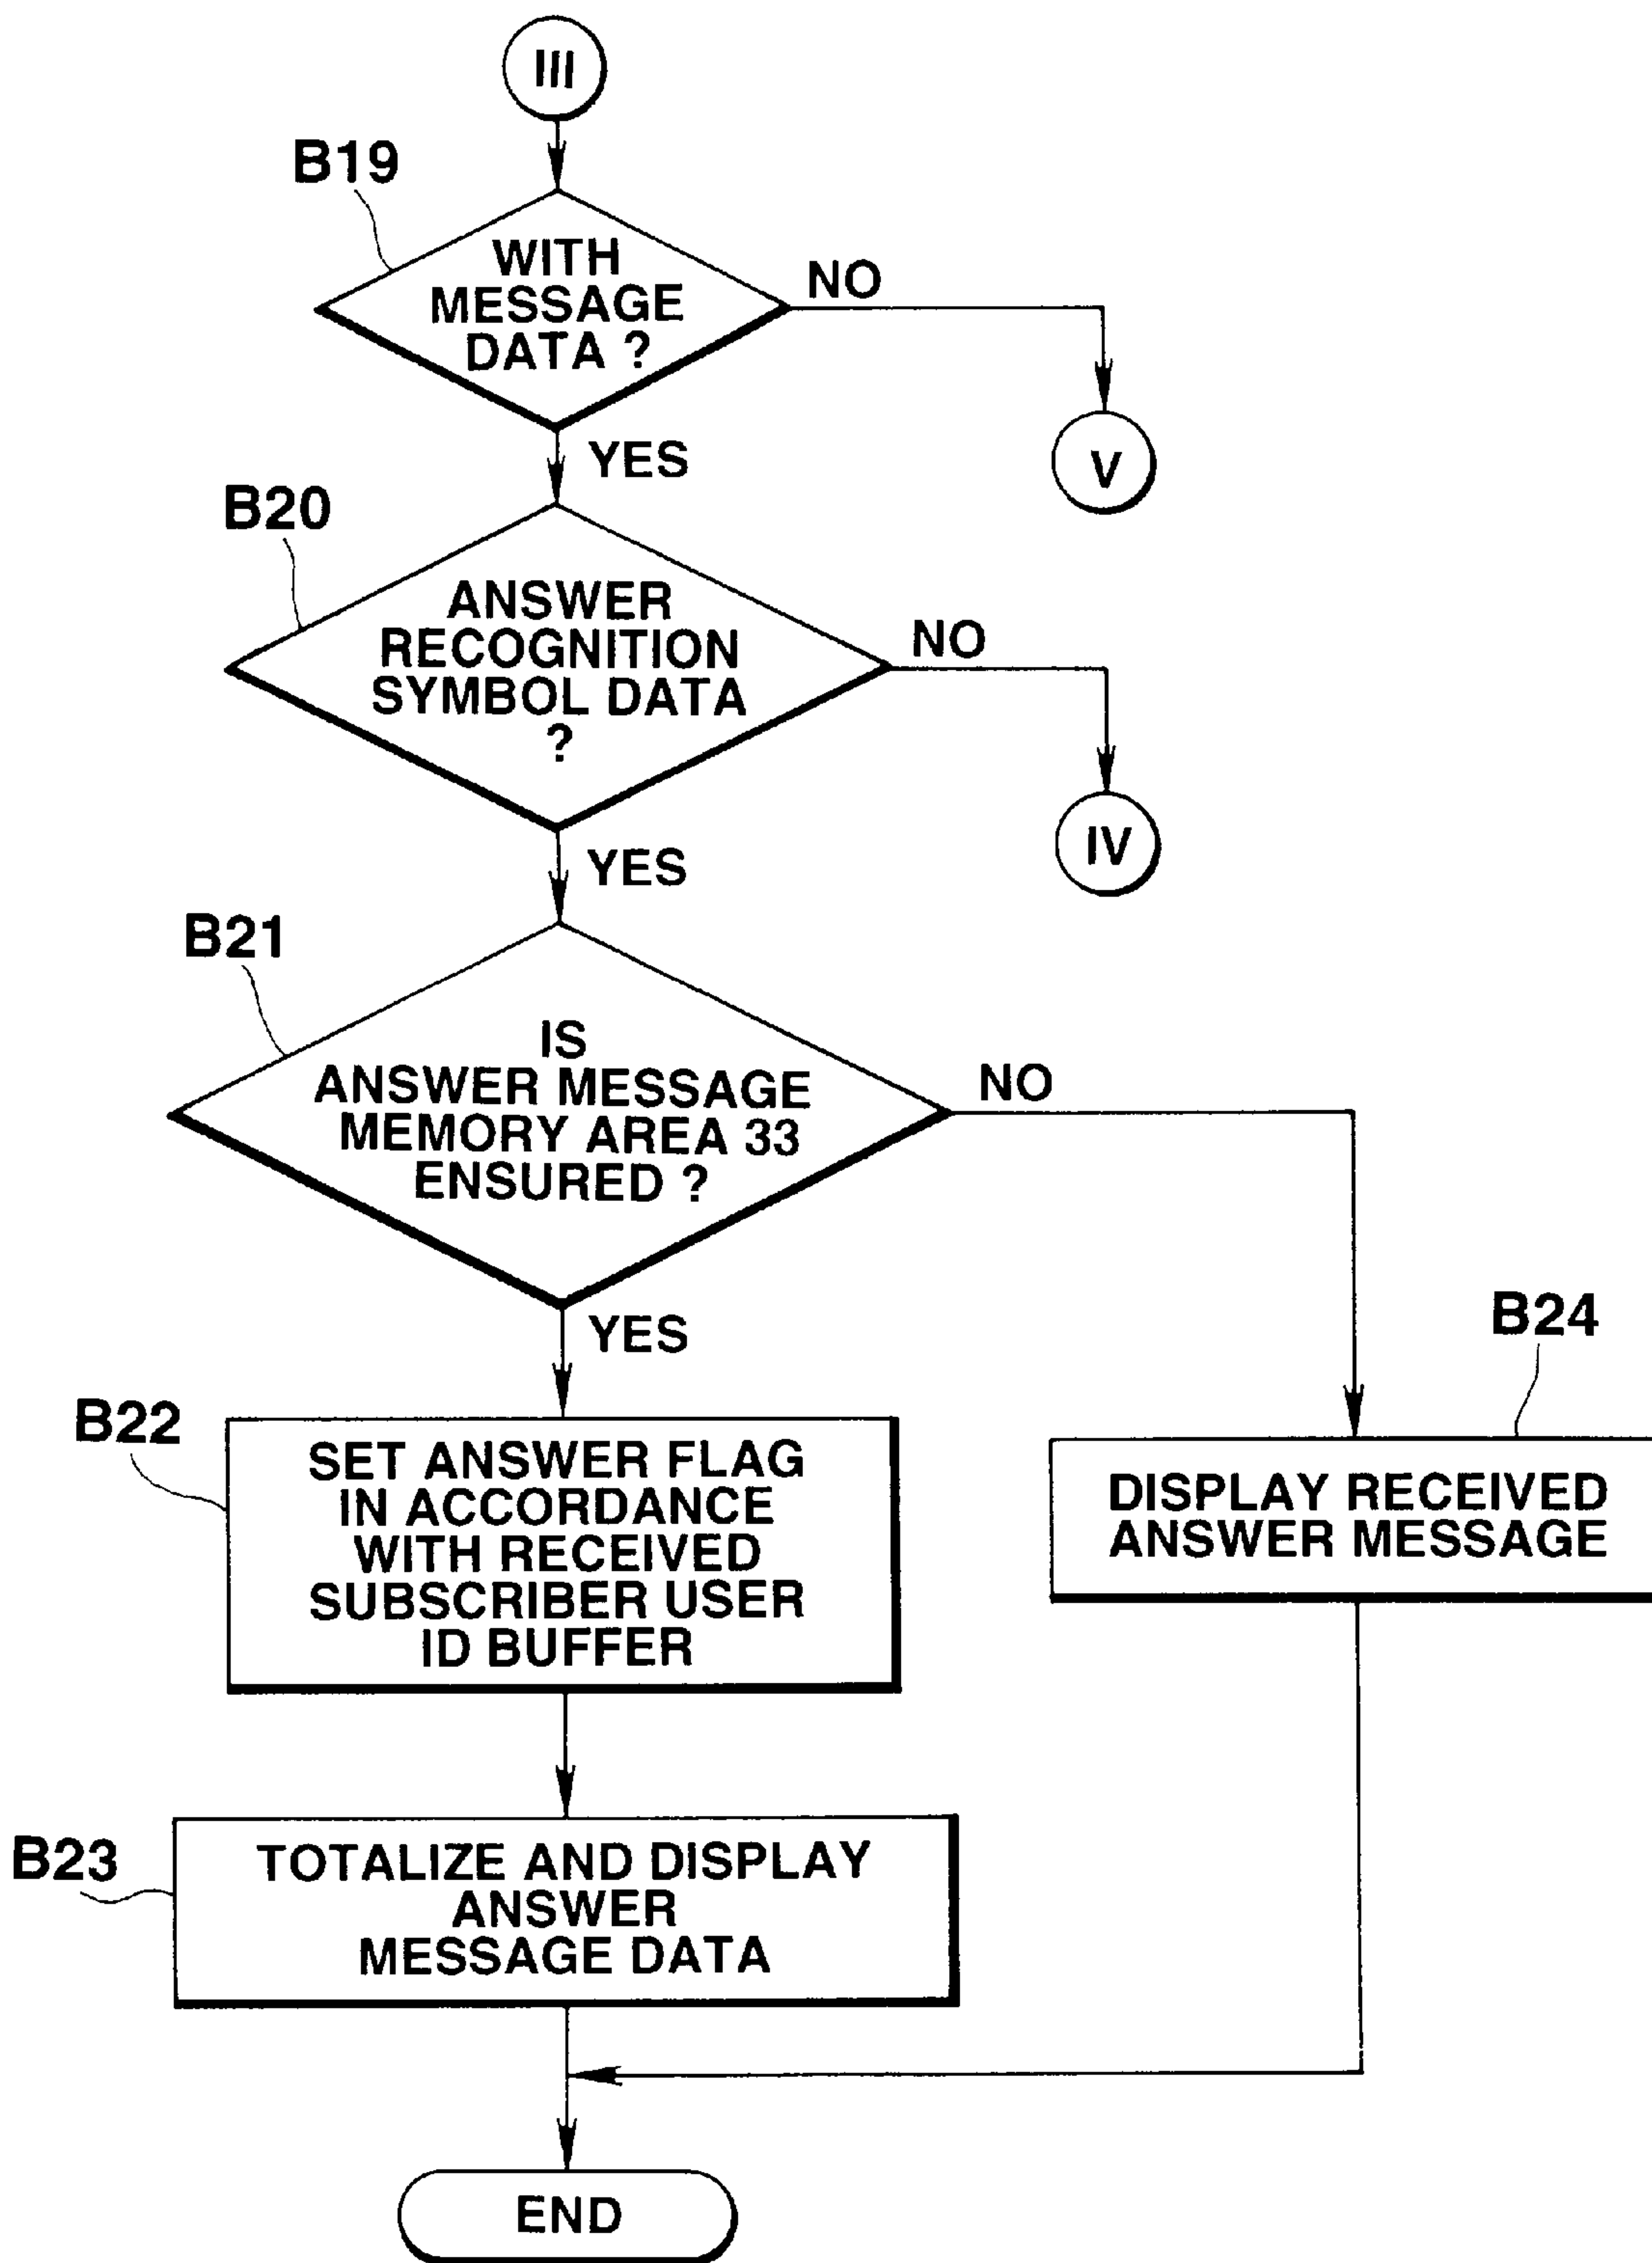 III
B19
WITH
MESSAGE
DATA ?
NO
V
YES
B20
ANSWER
RECOGNITION
SYMBOL DATA
?
NO
IV
YES
B21
IS
ANSWER MESSAGE
MEMORY AREA 33
ENSURED ?
NO
YES
B22
SET ANSWER FLAG
IN ACCORDANCE
WITH RECEIVED
SUBSCRIBER USER
ID BUFFER
B24
DISPLAY RECEIVED
ANSWER MESSAGE
B23
TOTALIZE AND DISPLAY
ANSWER
MESSAGE DATA
END